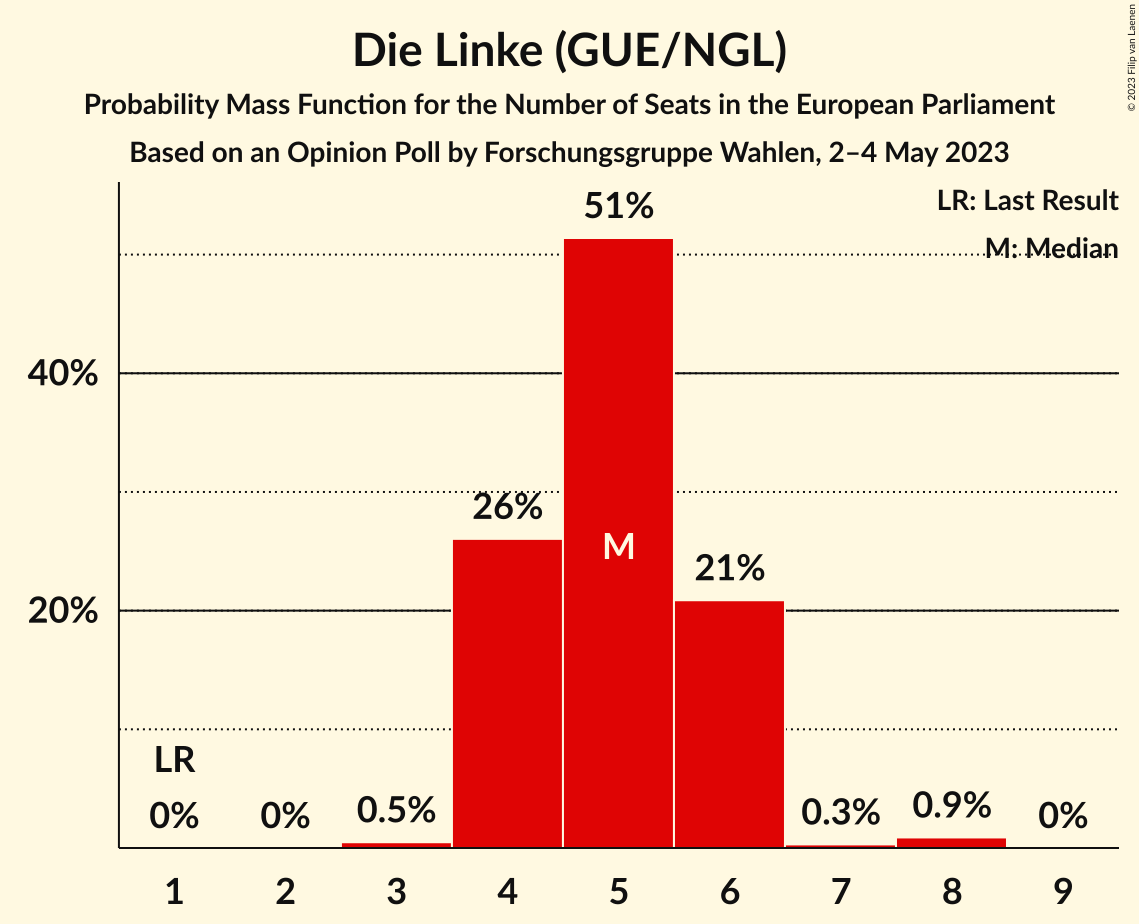 Die Linke (GUE/NGL)
Probability Mass Function for the Number of Seats in the European Parliament
Based on an Opinion Poll by Forschungsgruppe Wahlen, 2–4 May 2023
© 2023 Filip van Laenen
LR: Last Result
M: Median
51%
40%
26%
M
21%
20%
LR
0%
0%
0.5%
0.3%
0.9%
0%
1 2 3 4 5 6 7 8 9